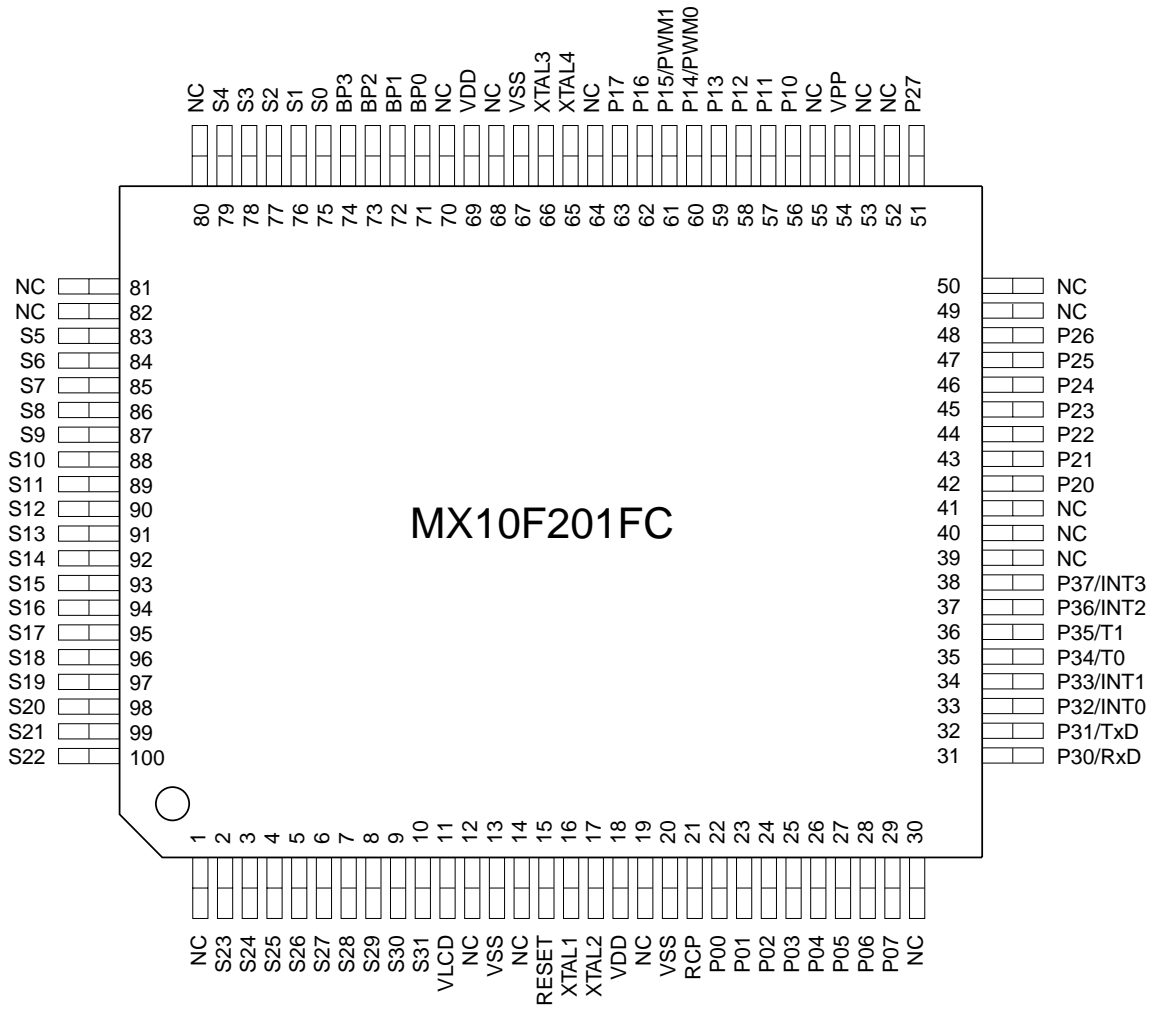 NC S4 S3 S2 S1 S0 BP3 BP2 BP1 BP0 NC VDD NC VSS XTAL3 XTAL4 NC P17 P16 P15/PWM1 P14/PWM0 P13 P12 P11 P10 NC VPP NC NC P27
80 79 78 77 76 75 74 73 72 71 70 69 68 67 66 65 64 63 62 61 60 59 58 57 56 55 54 53 52 51
NC 81 50 NC
NC 82 49 NC
S5 83 48 P26
S6 84 47 P25
S7 85 46 P24
S8 86 45 P23
S9 87 44 P22
S10 88 43 P21
S11 89 42 P20
S12 90 41 NC
MX10F201FC
S13 91 40 NC
S14 92 39 NC
S15 93 38 P37/INT3
S16 94 37 P36/INT2
S17 95 36 P35/T1
S18 96 35 P34/T0
S19 97 34 P33/INT1
S20 98 33 P32/INT0
S21 99 32 P31/TxD
S22 100 31 P30/RxD
1 2 3 4 5 6 7 8 9 10 11 12 13 14 15 16 17 18 19 20 21 22 23 24 25 26 27 28 29 30
NC S23 S24 S25 S26 S27 S28 S29 S30 S31 VLCD NC VSS NC RESET XTAL1 XTAL2 VDD NC VSS RCP P00 P01 P02 P03 P04 P05 P06 P07 NC